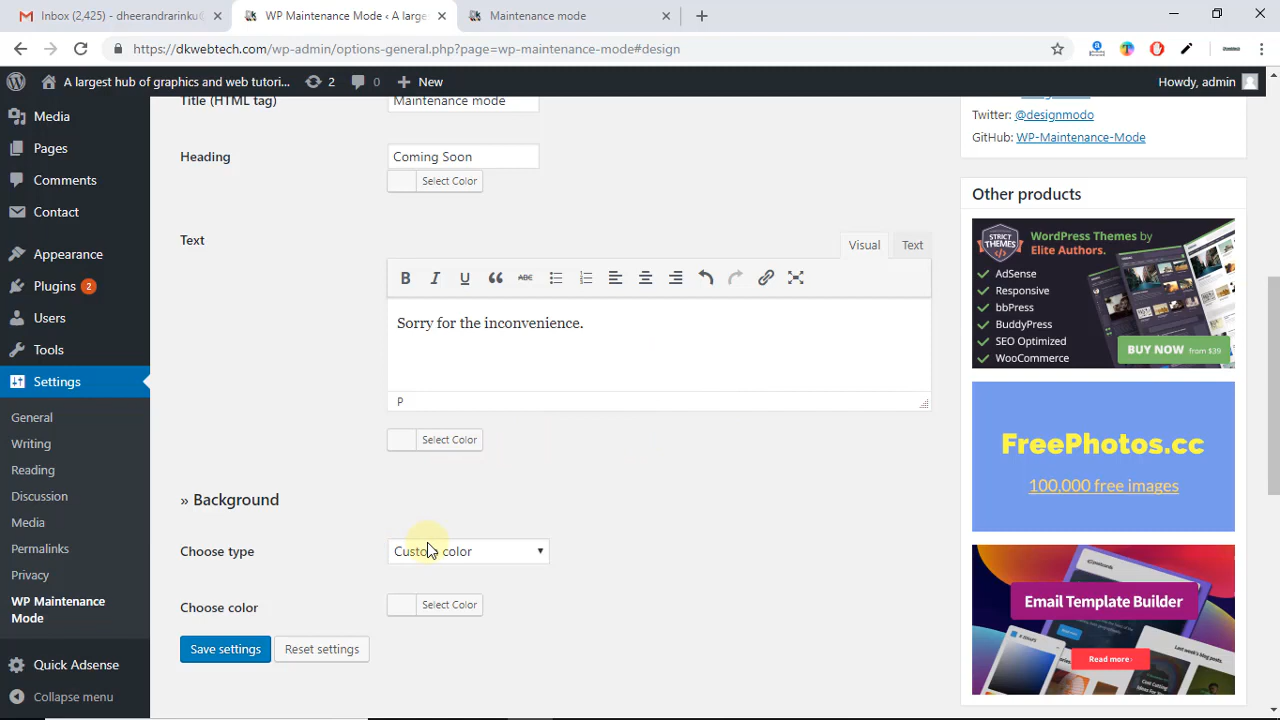 Inbox (2,425) - dheerandrarinku
WP Maintenance Mode ‹ A large
Maintenance mode
https://dkwebtech.com/wp-admin/options-general.php?page=wp-maintenance-mode#design
A largest hub of graphics and web tutori...
2
0
New
Howdy, admin
Media
Pages
Comments
Contact
Appearance
Plugins 2
Users
Tools
Settings
General
Writing
Reading
Discussion
Media
Permalinks
Privacy
WP Maintenance
Mode
Quick Adsense
Collapse menu
Title (HTML tag)
Maintenance mode
Heading
Coming Soon
Select Color
Text
Visual
Text
B I U ABC
Sorry for the inconvenience.
P
Select Color
» Background
Choose type
Custom color
Choose color
Select Color
Save settings
Reset settings
Twitter: @designmodo
GitHub: WP-Maintenance-Mode
Other products
STRICT
THEMES
WordPress Themes by
Elite Authors.
AdSense
Responsive
bbPress
BuddyPress
SEO Optimized
WooCommerce
BUY NOW from $39
FreePhotos.cc
100,000 free images
Email Template Builder
Read more